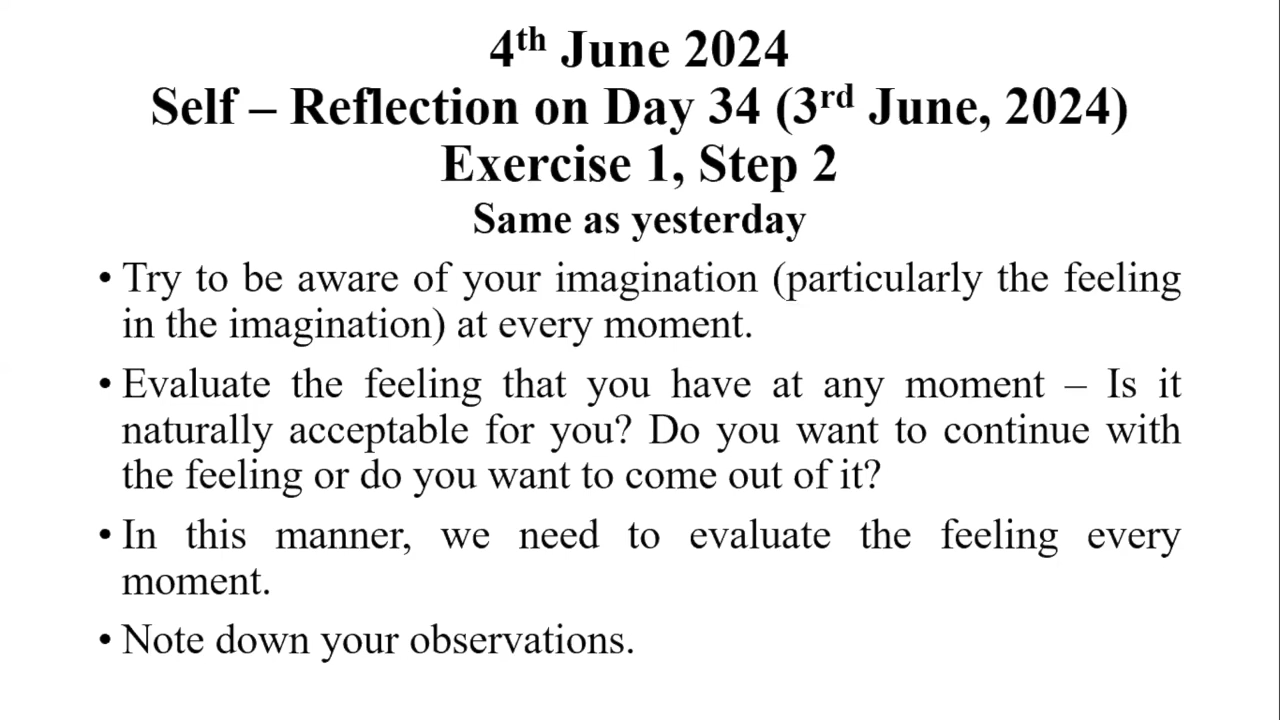 4th June 2024
Self – Reflection on Day 34 (3rd June, 2024)
Exercise 1, Step 2
Same as yesterday
• Try to be aware of your imagination (particularly the feeling
in the imagination) at every moment.
• Evaluate the feeling that you have at any moment – Is it
naturally acceptable for you? Do you want to continue with
the feeling or do you want to come out of it?
• In this manner, we need to evaluate the feeling every
moment.
• Note down your observations.